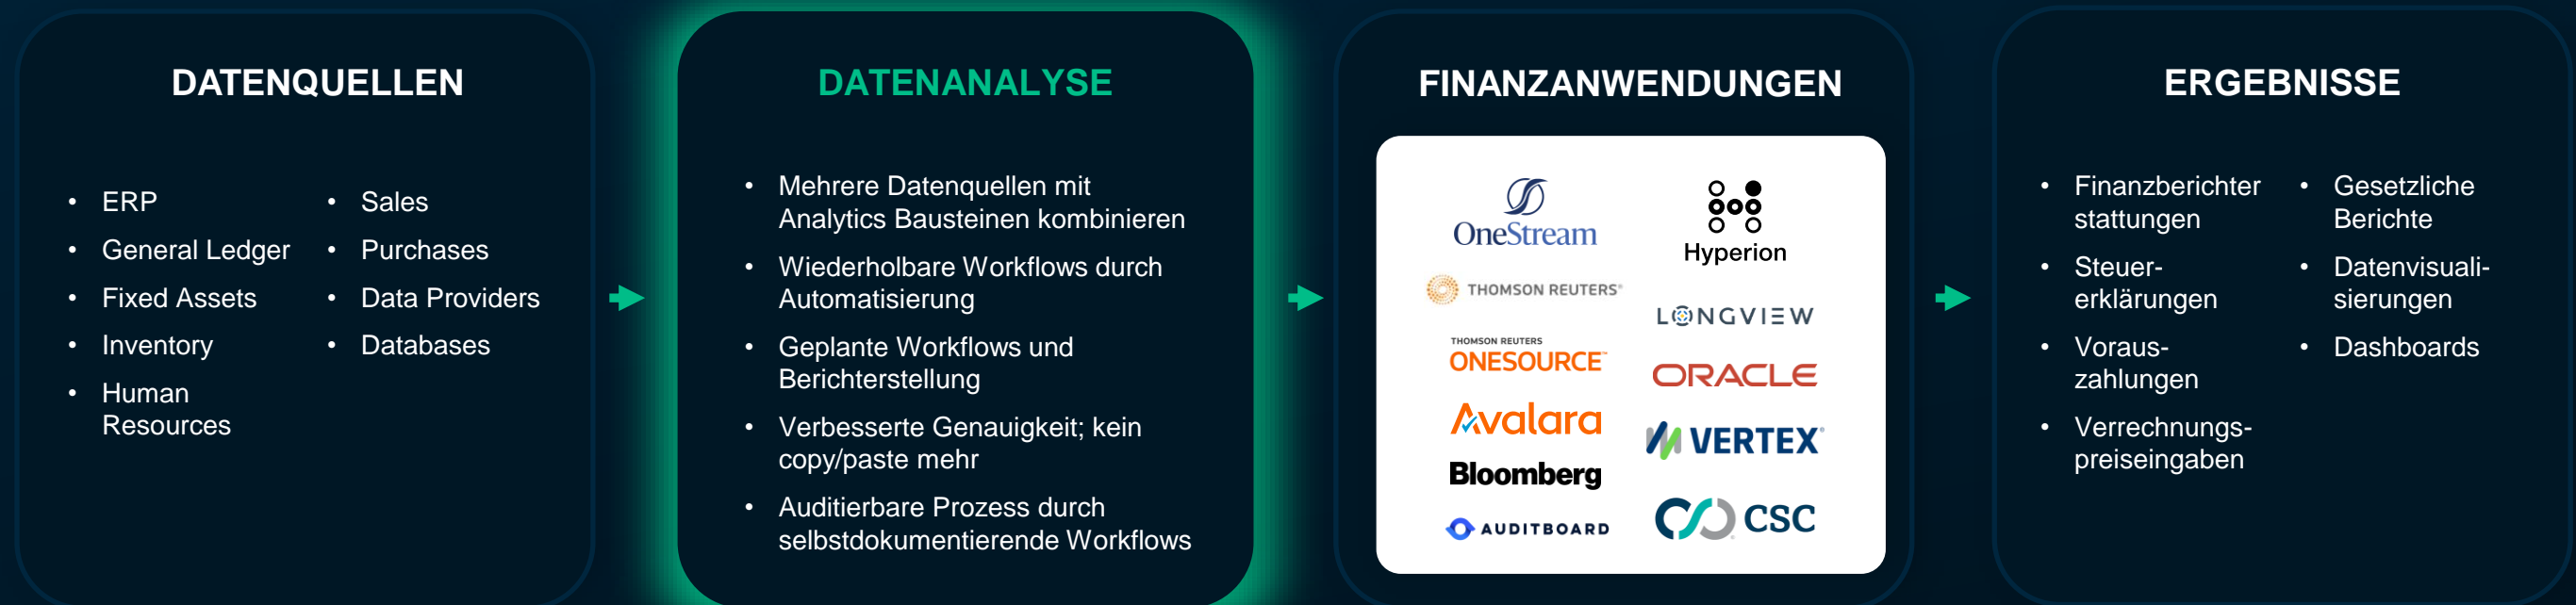 DATENQUELLEN
• ERP
• General Ledger
• Fixed Assets
• Inventory
• Human
Resources
• Sales
• Purchases
• Data Providers
• Databases
DATENANALYSE
• Mehrere Datenquellen mit
Analytics Bausteinen kombinieren
• Wiederholbare Workflows durch
Automatisierung
• Geplante Workflows und
Berichterstellung
• Verbesserte Genauigkeit; kein
copy/paste mehr
• Auditierbare Prozess durch
selbstdokumentierende Workflows
FINANZANWENDUNGEN
OneStream
THOMSON REUTERS®
THOMSON REUTERS
ONESOURCE™
Avalara
Bloomberg
AUDITBOARD
Hyperion
LONGVIEW
ORACLE
VERTEX®
CSC
ERGEBNISSE
• Finanzberichter
stattungen
• Steuer-
erklärungen
• Voraus-
zahlungen
• Verrechnungs-
preiseingaben
• Gesetzliche
Berichte
• Datenvisuali-
sierungen
• Dashboards